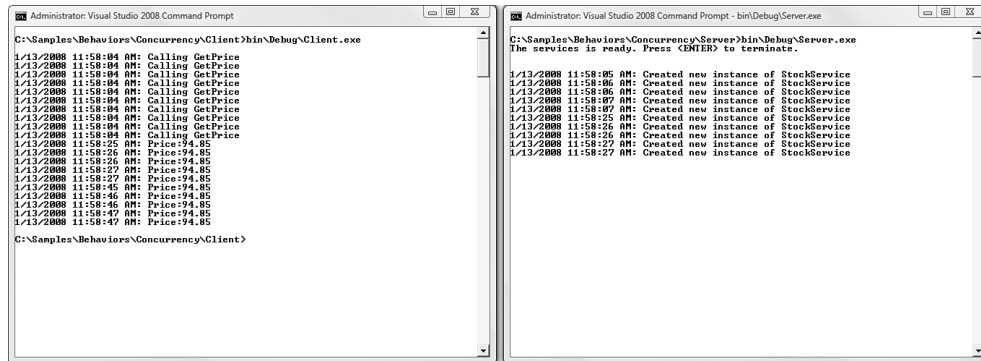 Administrator: Visual Studio 2008 Command Prompt
C:\Samples\Behaviors\Concurrency\Client>bin\Debug\Client.exe
1/13/2008 11:58:04 AM: Calling GetPrice
1/13/2008 11:58:04 AM: Calling GetPrice
1/13/2008 11:58:04 AM: Calling GetPrice
1/13/2008 11:58:04 AM: Calling GetPrice
1/13/2008 11:58:04 AM: Calling GetPrice
1/13/2008 11:58:04 AM: Calling GetPrice
1/13/2008 11:58:04 AM: Calling GetPrice
1/13/2008 11:58:04 AM: Calling GetPrice
1/13/2008 11:58:04 AM: Calling GetPrice
1/13/2008 11:58:04 AM: Calling GetPrice
1/13/2008 11:58:25 AM: Price:94.85
1/13/2008 11:58:26 AM: Price:94.85
1/13/2008 11:58:26 AM: Price:94.85
1/13/2008 11:58:27 AM: Price:94.85
1/13/2008 11:58:27 AM: Price:94.85
1/13/2008 11:58:45 AM: Price:94.85
1/13/2008 11:58:46 AM: Price:94.85
1/13/2008 11:58:46 AM: Price:94.85
1/13/2008 11:58:47 AM: Price:94.85
1/13/2008 11:58:47 AM: Price:94.85
C:\Samples\Behaviors\Concurrency\Client>
Administrator: Visual Studio 2008 Command Prompt - bin\Debug\Server.exe
C:\Samples\Behaviors\Concurrency\Server>bin\Debug\Server.exe
The services is ready. Press <ENTER> to terminate.
1/13/2008 11:58:05 AM: Created new instance of StockService
1/13/2008 11:58:06 AM: Created new instance of StockService
1/13/2008 11:58:06 AM: Created new instance of StockService
1/13/2008 11:58:07 AM: Created new instance of StockService
1/13/2008 11:58:07 AM: Created new instance of StockService
1/13/2008 11:58:25 AM: Created new instance of StockService
1/13/2008 11:58:26 AM: Created new instance of StockService
1/13/2008 11:58:26 AM: Created new instance of StockService
1/13/2008 11:58:27 AM: Created new instance of StockService
1/13/2008 11:58:27 AM: Created new instance of StockService